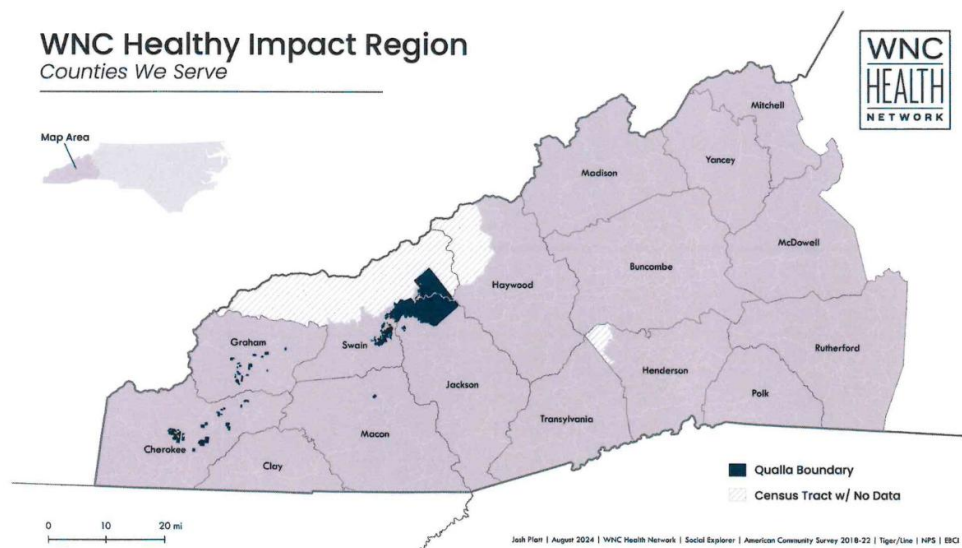 WNC Healthy Impact Region
Counties We Serve
WNC
HEALTH
NETWORK
Map Area
Mitchell
Yancey
Madison
McDowell
Buncombe
Haywood
Graham
Swain
Rutherford
Henderson
Jackson
Polk
Transylvania
Macon
Cherokee
Clay
Qualla Boundary
Census Tract w/ No Data
0 10 20 mi
Josh Platt | August 2024 | WNC Health Network | Social Explorer | American Community Survey 2018-22 | Tiger/Line | NPS | EBCI